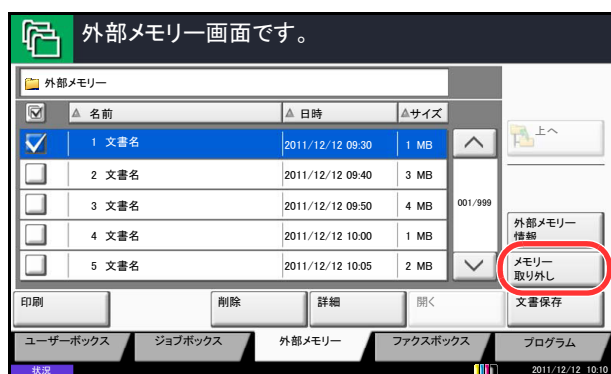 外部メモリー画面です。
外部メモリー
名前 日時 サイズ
1 文書名 2011/12/12 09:30 1 MB
上へ
2 文書名 2011/12/12 09:40 3 MB
3 文書名 2011/12/12 09:50 4 MB
001/999
外部メモリー
情報
4 文書名 2011/12/12 10:00 1 MB
5 文書名 2011/12/12 10:05 2 MB
メモリー
取り外し
印刷 削除 詳細 開く 文書保存
ユーザーボックス ジョブボックス 外部メモリー ファクスボックス プログラム
状況 2011/12/12 10:10